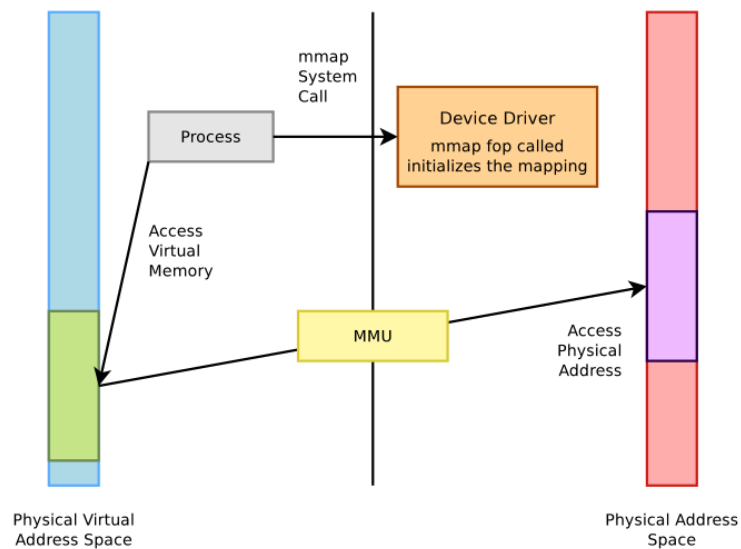 mmap
System
Call
Process
Device Driver
mmap fop called
initializes the mapping
Access
Virtual
Memory
MMU
Access
Physical
Address
Physical Virtual
Address Space
Physical Address
Space